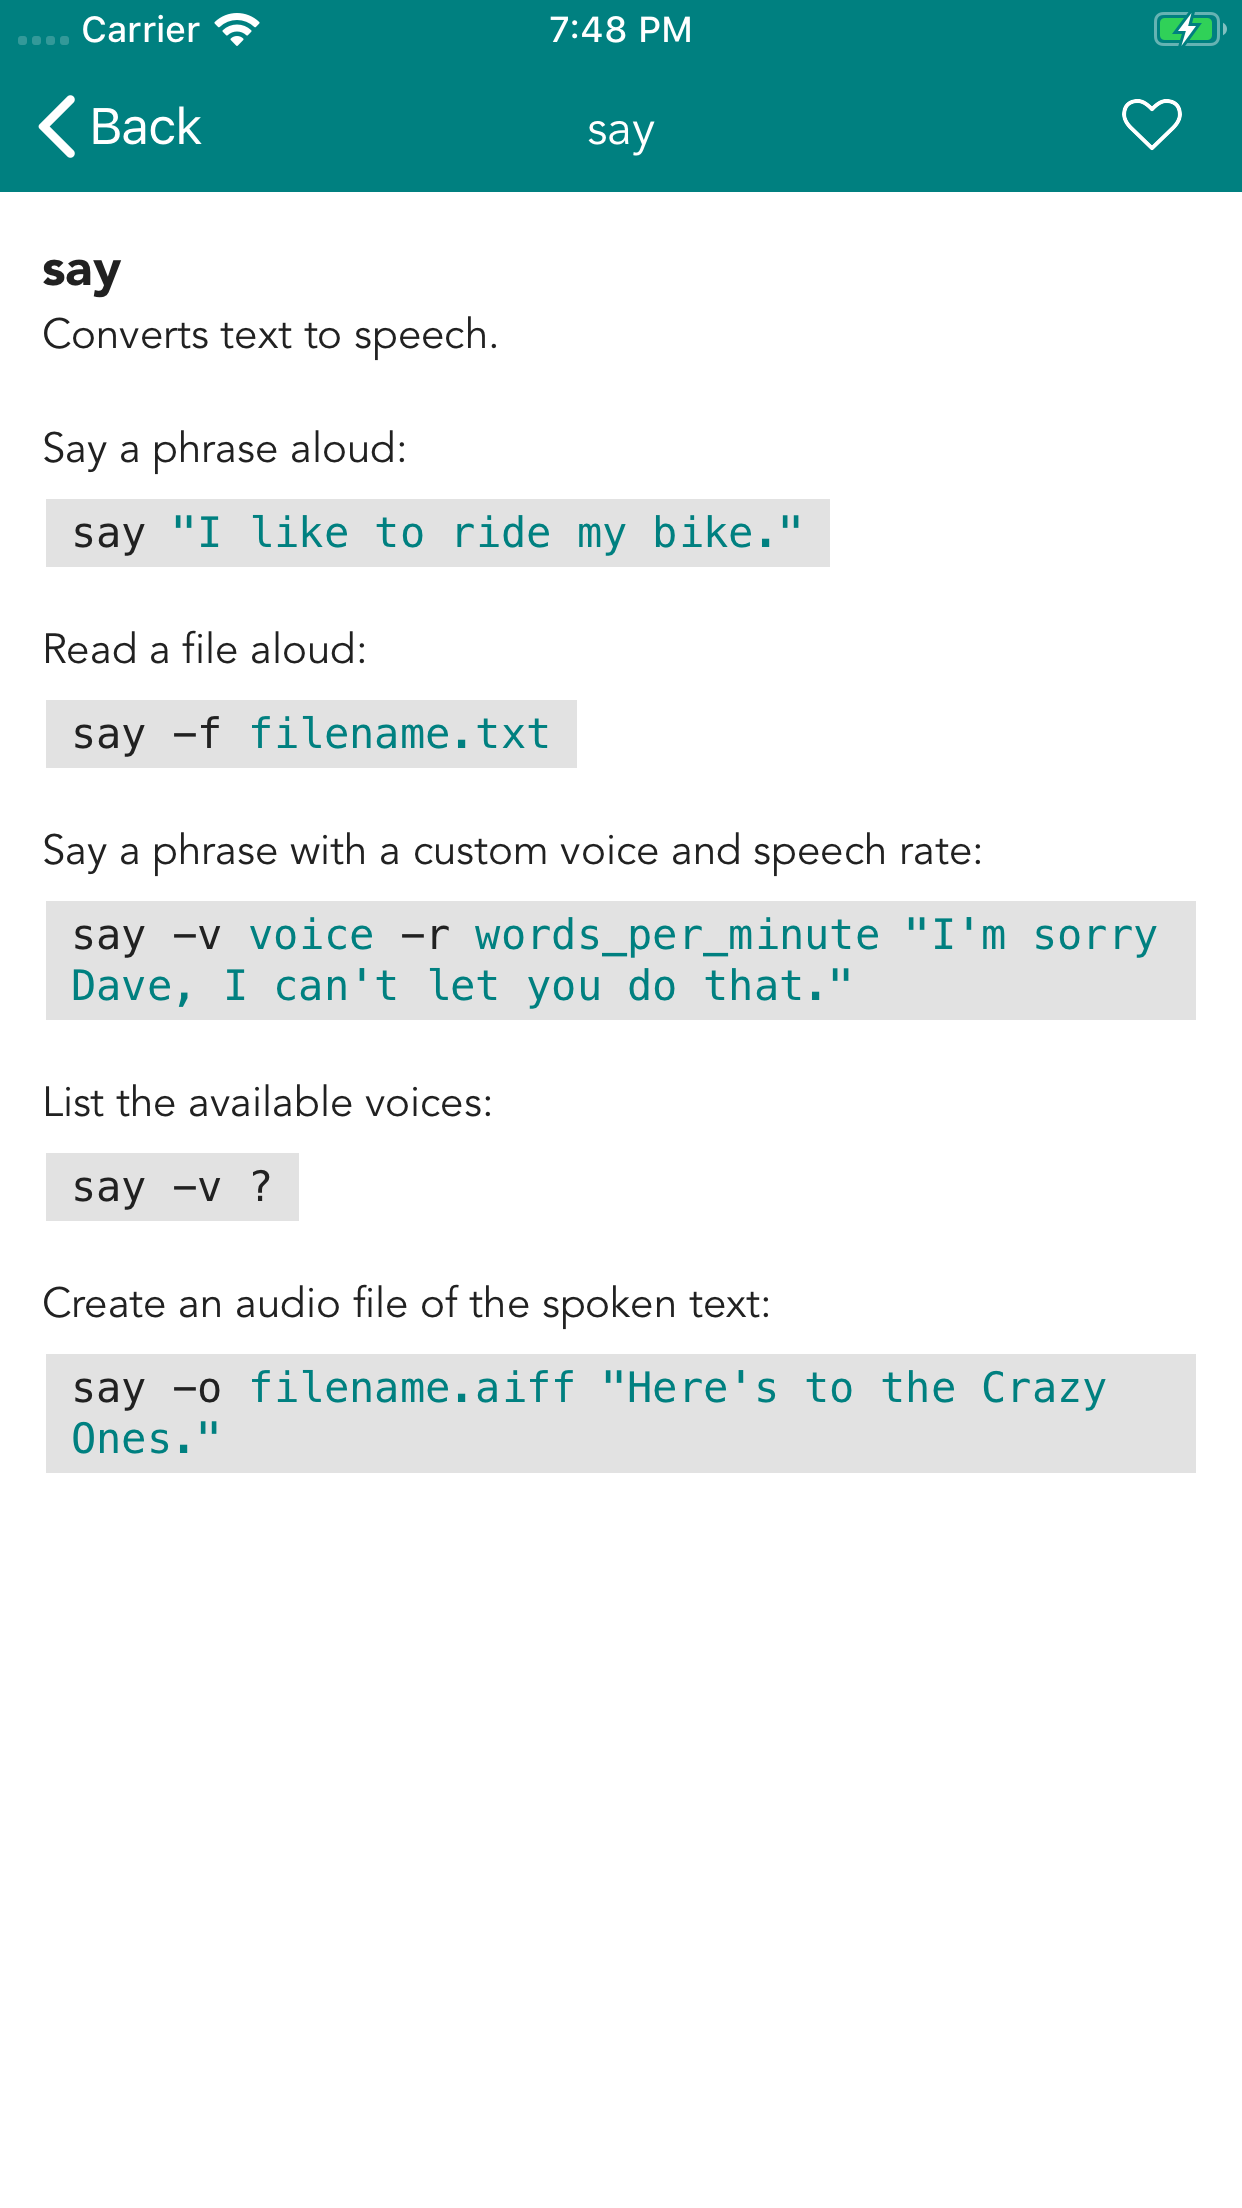 Carrier
7:48 PM
Back
say
say
Converts text to speech.
Say a phrase aloud:
say "I like to ride my bike."
Read a file aloud:
say -f filename.txt
Say a phrase with a custom voice and speech rate:
say -v voice -r words_per_minute "I'm sorry
Dave, I can't let you do that."
List the available voices:
say -v ?
Create an audio file of the spoken text:
say -o filename.aiff "Here's to the Crazy
Ones."